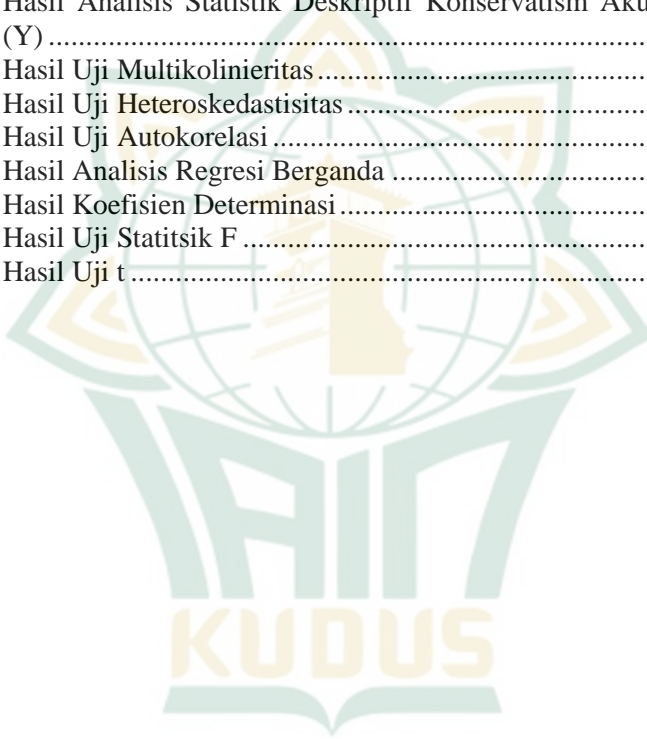 Hasil Analisis Statistik Deskriptif Konservatism Aku
(Y) ........................................................................
Hasil Uji Multikolinieritas ....................................
Hasil Uji Heteroskedastisitas ................................
Hasil Uji Autokorelasi ..........................................
Hasil Analisis Regresi Berganda ..........................
Hasil Koefisien Determinasi .................................
Hasil Uji Statitsik F ..............................................
Hasil Uji t .............................................................
IAIN
KUDUS